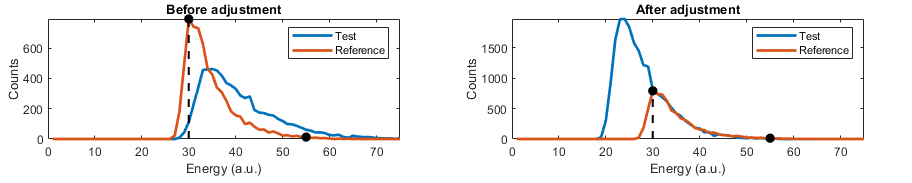 Before adjustment
600
400
200
0
Counts
Test
Reference
0 10 20 30 40 50 60 70
Energy (a.u.)
After adjustment
1500
1000
500
0
Counts
Test
Reference
0 10 20 30 40 50 60 70
Energy (a.u.)